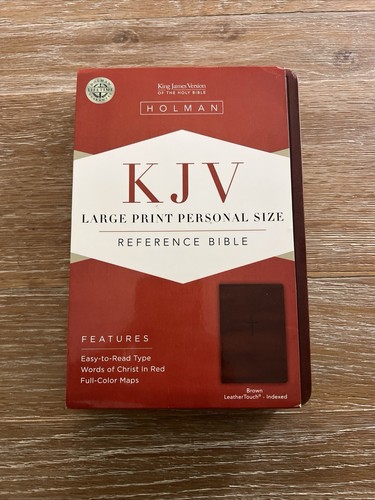 King James Version
OF THE HOLY BIBLE
HOLMAN
KJV
LARGE PRINT PERSONAL SIZE
REFERENCE BIBLE
FEATURES
Easy-to-Read Type
Words of Christ In Red
Full-Color Maps
Brown
LeatherTouch® - Indexed